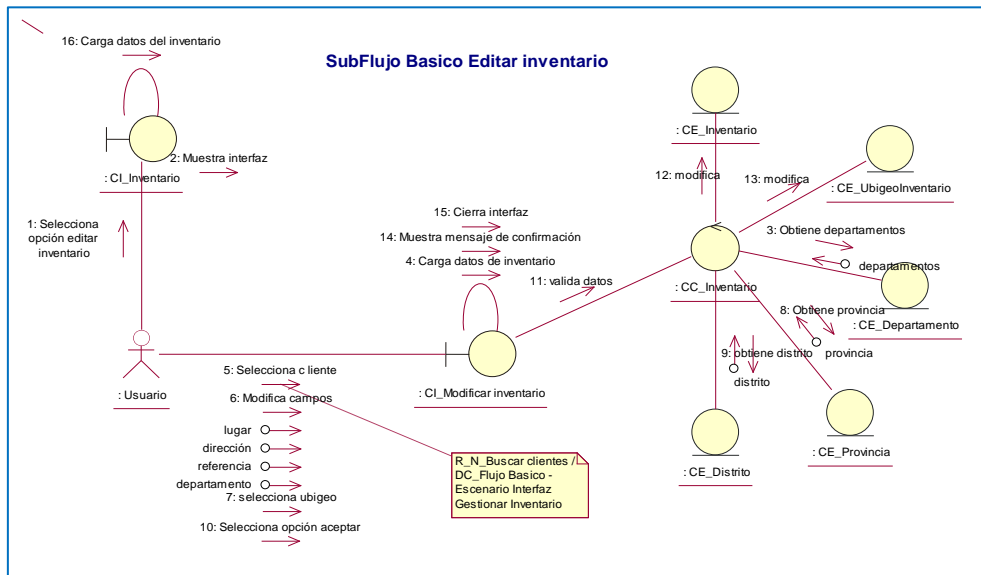 16: Carga datos del inventario
SubFlujo Basico Editar inventario
: CE_Inventario
2: Muestra interfaz
: CI_Inventario
12: modifica
13: modifica
: CE_UbigeoInventario
1: Selecciona
opción editar
inventario
15: Cierra interfaz
14: Muestra mensaje de confirmación
4: Carga datos de inventario
3: Obtiene departamentos
departamentos
11: valida datos
: CC_Inventario
8: Obtiene provincia
: CE_Departamento
9: obtiene distrito
provincia
distrito
: Usuario
5: Selecciona c liente
: CI_Modificar inventario
6: Modifica campos
lugar
dirección
referencia
departamento
7: selecciona ubigeo
10: Selecciona opción aceptar
R_N_Buscar clientes /
DC_Flujo Basico -
Escenario Interfaz
Gestionar Inventario
: CE_Distrito
: CE_Provincia